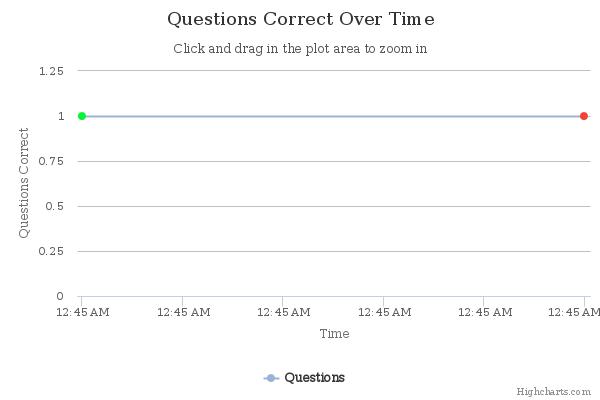 Questions Correct Over Time
Click and drag in the plot area to zoom in
Questions Correct
1.25
1
0.75
0.5
0.25
0
12:45 AM
12:45 AM
12:45 AM
12:45 AM
12:45 AM
12:45 AM
Time
Questions
Highcharts.com